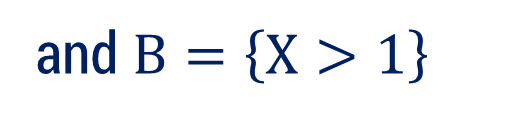 and B = {X > 1}